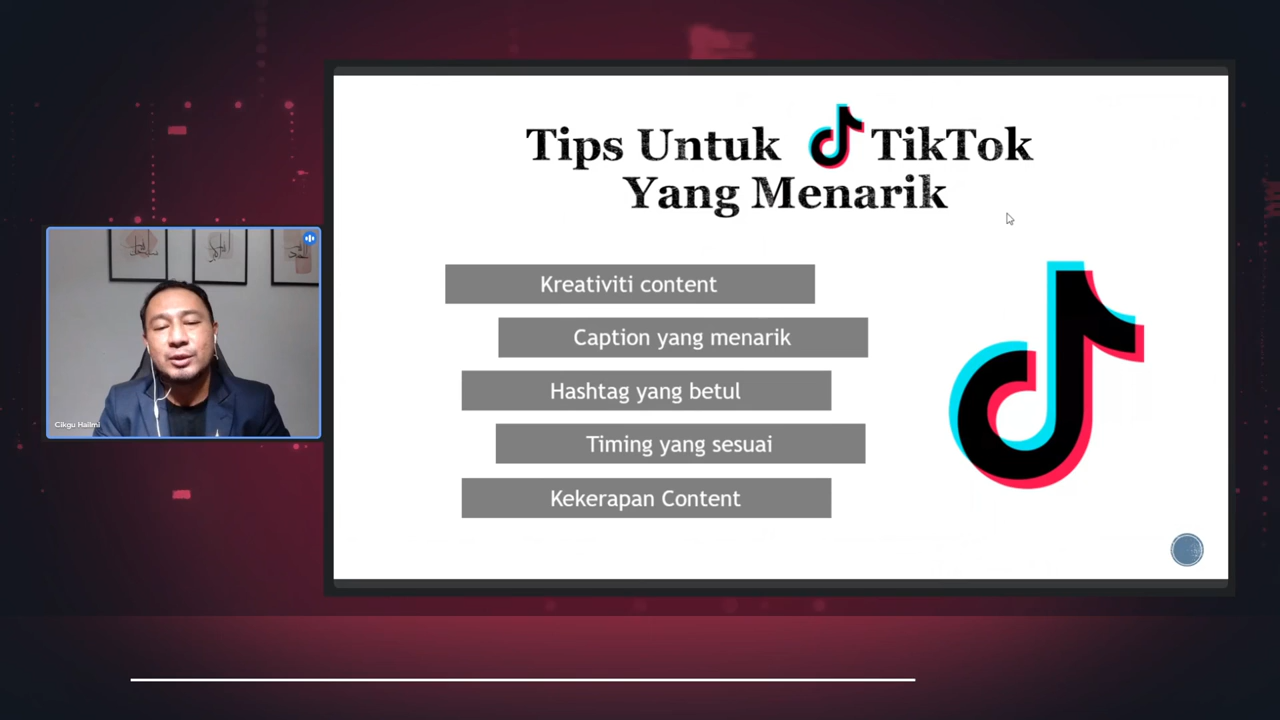 Tips Untuk TikTok
Yang Menarik
Kreativiti content
Caption yang menarik
Hashtag yang betul
Timing yang sesuai
Kekerapan Content
Cikgu Hailmi